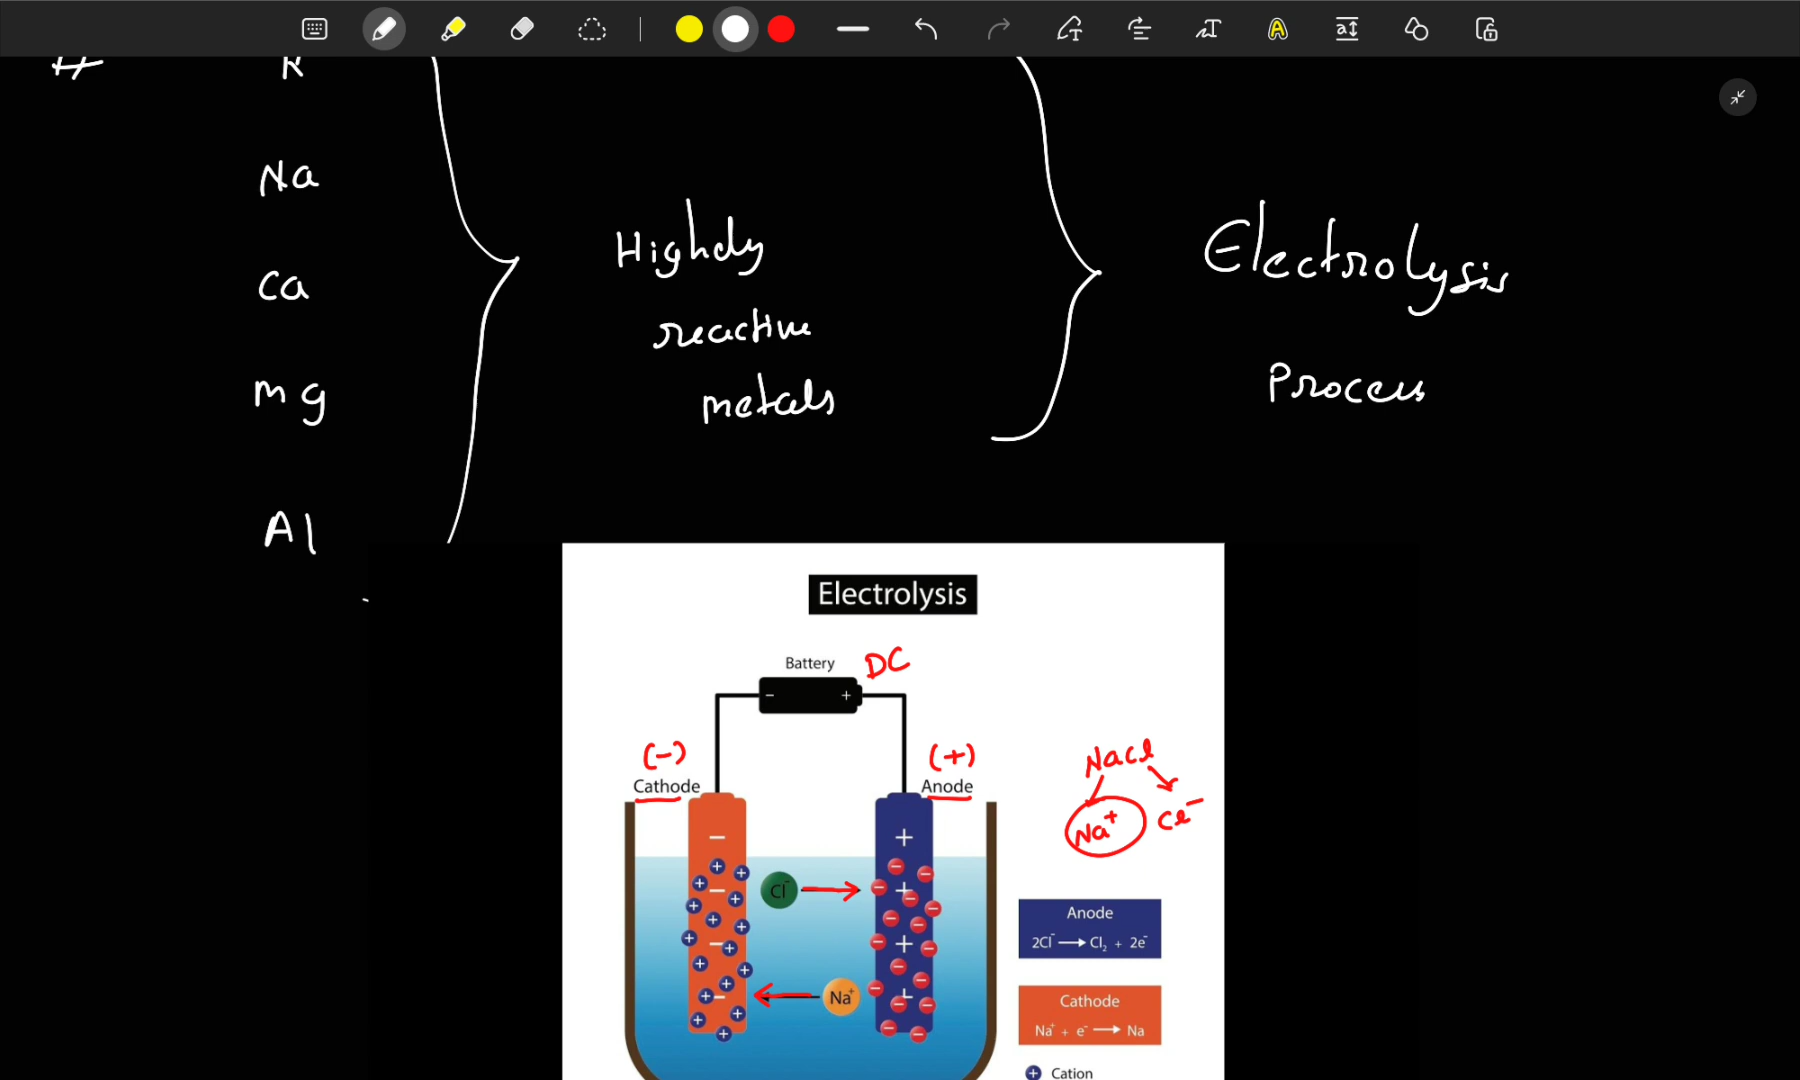 K
Na
Ca
Mg
Al
Highly
reactive
metals
Electrolysis
Process
Electrolysis
Battery DC
- +
(-) (+)
Cathode Anode
NaCl
Na⁺ Cl⁻
Cl⁻
Na⁺
Anode
2Cl⁻ → Cl₂ + 2e⁻
Cathode
Na⁺ + e⁻ → Na
+ Cation